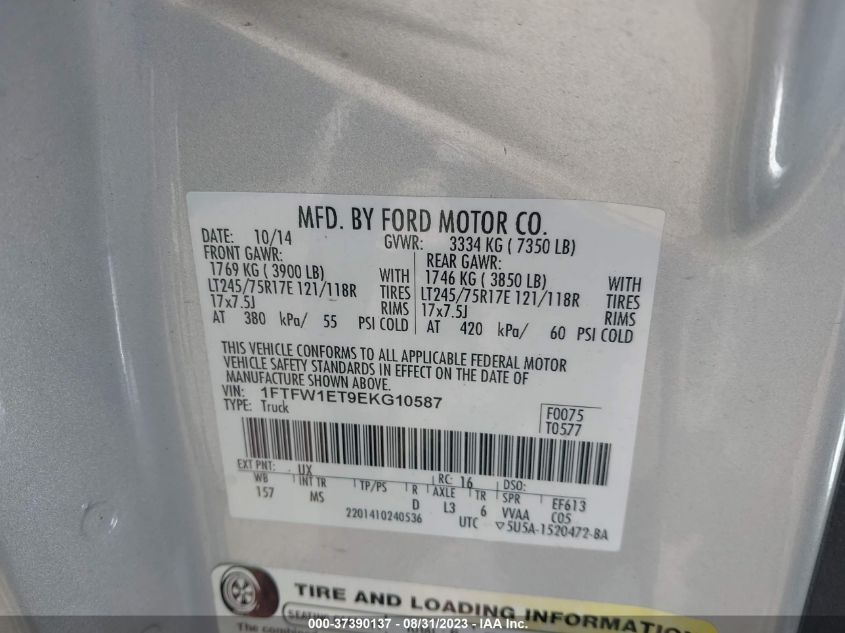 MFD. BY FORD MOTOR CO.
DATE: 10/14 GVWR: 3334 KG ( 7350 LB)
FRONT GAWR: REAR GAWR:
1769 KG ( 3900 LB) WITH 1746 KG ( 3850 LB) WITH
LT245/75R17E 121/118R TIRES LT245/75R17E 121/118R TIRES
17x7.5J RIMS 17x7.5J RIMS
AT 380 kPa/ 55 PSI COLD AT 420 kPa/ 60 PSI COLD
THIS VEHICLE CONFORMS TO ALL APPLICABLE FEDERAL MOTOR
VEHICLE SAFETY STANDARDS IN EFFECT ON THE DATE OF
MANUFACTURE SHOWN ABOVE.
VIN: 1FTFW1ET9EKG10587
TYPE: Truck
F0075
T0577
EXT PNT: UX RC: 16 DSO:
WB INT TR TP/PS R AXLE TR SPR EF613
157 MS D L3 6 VVAA C05
2201410240536 UTC ▽5U5A-1520472-BA
TIRE AND LOADING INFORMATION
SEATING
The combined
000-37390137 - 08/31/2023 - IAA Inc.